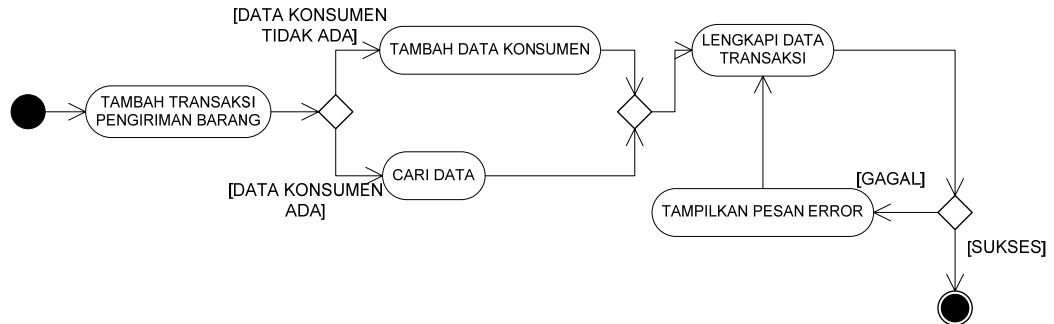 [DATA KONSUMEN
TIDAK ADA]
TAMBAH DATA KONSUMEN
LENGKAPI DATA
TRANSAKSI
TAMBAH TRANSAKSI
PENGIRIMAN BARANG
CARI DATA
[DATA KONSUMEN
ADA]
[GAGAL]
TAMPILKAN PESAN ERROR
[SUKSES]